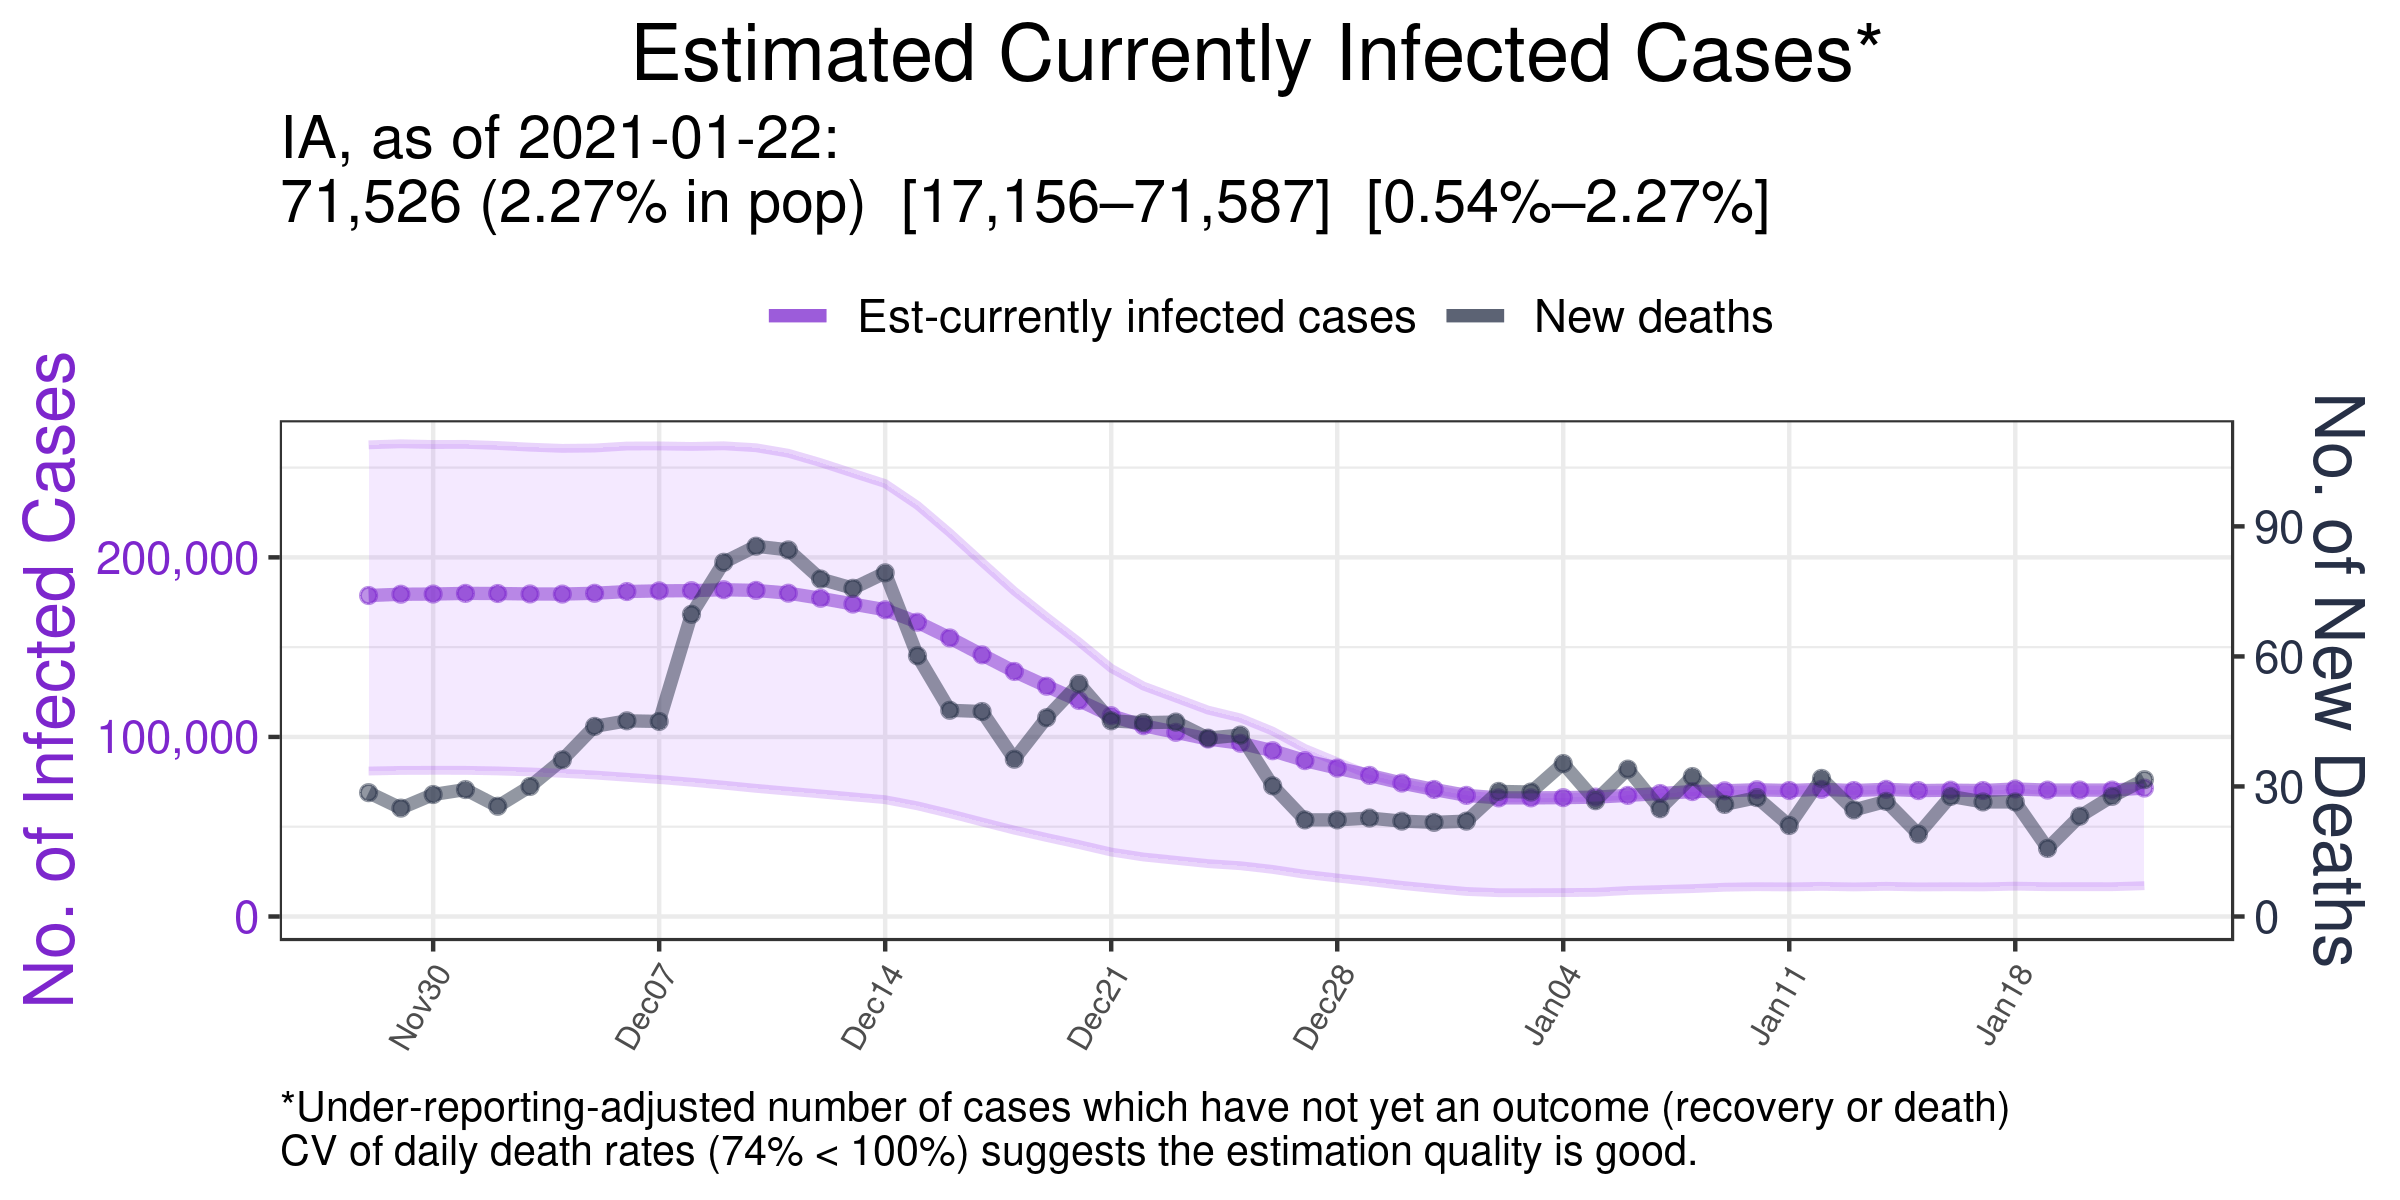 Estimated Currently Infected Cases*
IA, as of 2021-01-22:
71,526 (2.27% in pop)  [17,156–71,587]  [0.54%–2.27%]
Est-currently infected cases
New deaths
No. of Infected Cases
200,000
100,000
0
90
60
30
0
No. of New Deaths
Nov30
Dec07
Dec14
Dec21
Dec28
Jan04
Jan11
Jan18
*Under-reporting-adjusted number of cases which have not yet an outcome (recovery or death)
CV of daily death rates (74% < 100%) suggests the estimation quality is good.